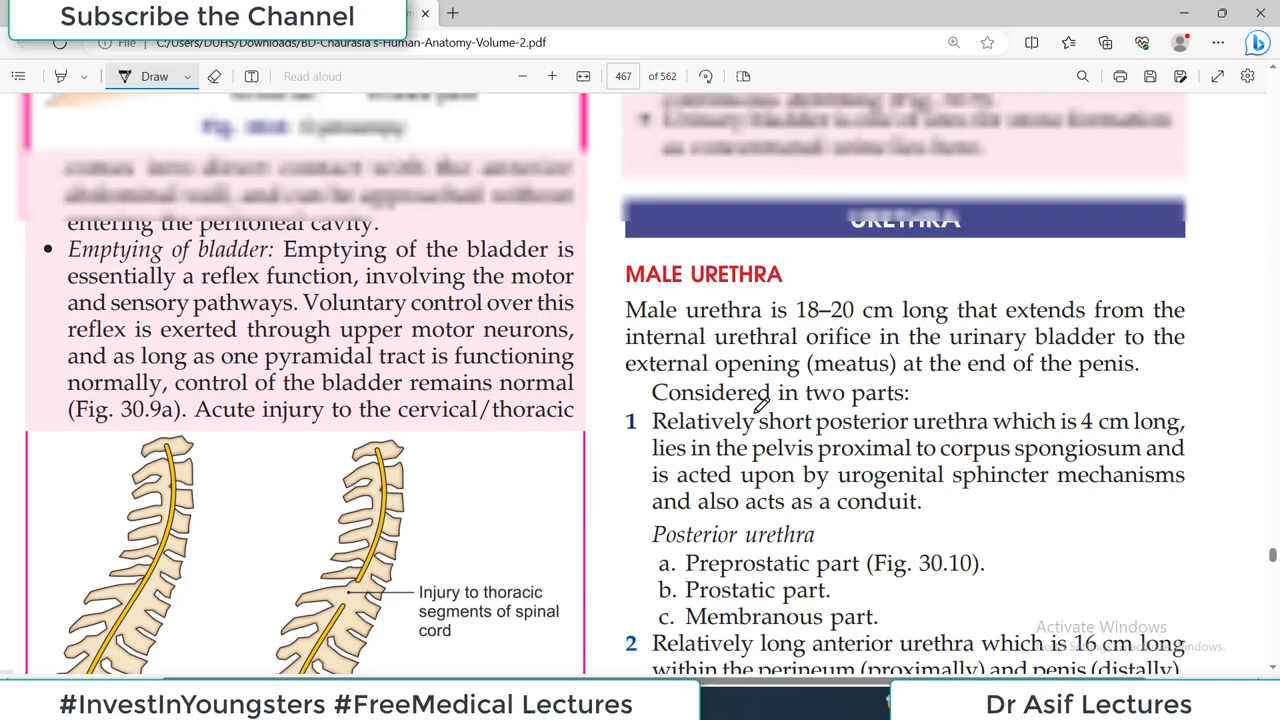 Subscribe the Channel
File C:/Users/DUHS/Downloads/BD-Chaurasia's-Human-Anatomy-Volume-2.pdf
Draw Read aloud 467 of 562
entering the peritoneal cavity.
• Emptying of bladder: Emptying of the bladder is
essentially a reflex function, involving the motor
and sensory pathways. Voluntary control over this
reflex is exerted through upper motor neurons,
and as long as one pyramidal tract is functioning
normally, control of the bladder remains normal
(Fig. 30.9a). Acute injury to the cervical/thoracic
Injury to thoracic
segments of spinal
cord
URETHRA
MALE URETHRA
Male urethra is 18–20 cm long that extends from the
internal urethral orifice in the urinary bladder to the
external opening (meatus) at the end of the penis.
Considered in two parts:
1 Relatively short posterior urethra which is 4 cm long,
lies in the pelvis proximal to corpus spongiosum and
is acted upon by urogenital sphincter mechanisms
and also acts as a conduit.
Posterior urethra
a. Preprostatic part (Fig. 30.10).
b. Prostatic part.
c. Membranous part.
2 Relatively long anterior urethra which is 16 cm long
within the perineum (proximally) and penis (distally)
Activate Windows
#InvestInYoungsters #FreeMedical Lectures
Dr Asif Lectures